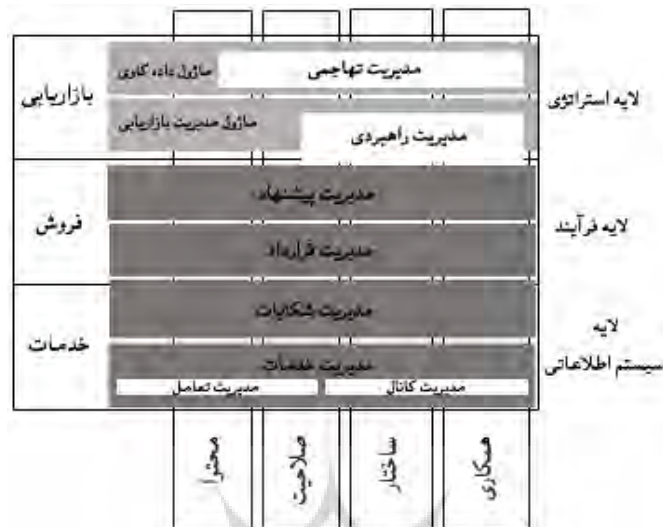 بازاریابی
ماژول داده کاوی
مدیریت تهاجمی
لایه استراتژی
ماژول مدیریت بازاریابی
مدیریت راهبردی
فروش
مدیریت پیشنهاد
لایه فرآیند
مدیریت قرارداد
خدمات
مدیریت شکایات
لایه
سیستم اطلاعاتی
مدیریت خدمات
مدیریت کانال
مدیریت تعامل
همکاری
ساختار
صلاحیت
محتوا